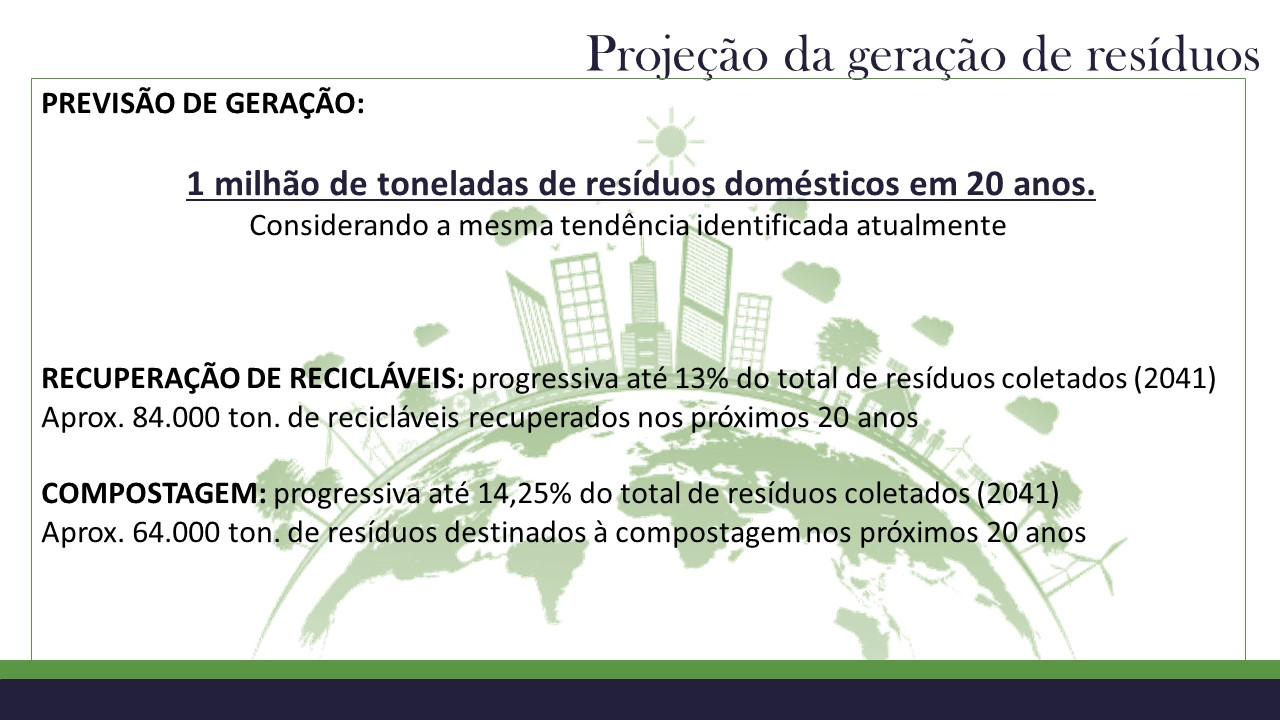 Projeção da geração de resíduos
PREVISÃO DE GERAÇÃO:
1 milhão de toneladas de resíduos domésticos em 20 anos.
Considerando a mesma tendência identificada atualmente
RECUPERAÇÃO DE RECICLÁVEIS: progressiva até 13% do total de resíduos coletados (2041)
Aprox. 84.000 ton. de recicláveis recuperados nos próximos 20 anos
COMPOSTAGEM: progressiva até 14,25% do total de resíduos coletados (2041)
Aprox. 64.000 ton. de resíduos destinados à compostagem nos próximos 20 anos